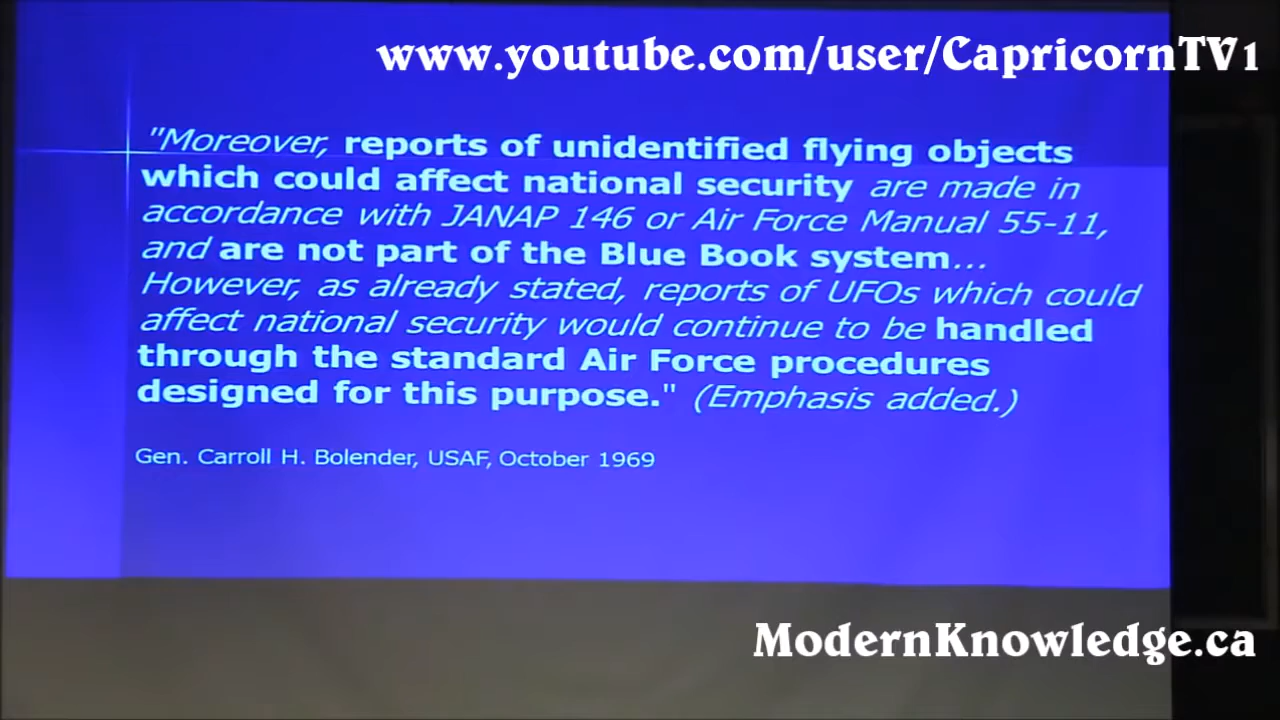 www.youtube.com/user/CapricornTV1
"Moreover, reports of unidentified flying objects
which could affect national security are made in
accordance with JANAP 146 or Air Force Manual 55-11,
and are not part of the Blue Book system...
However, as already stated, reports of UFOs which could
affect national security would continue to be handled
through the standard Air Force procedures
designed for this purpose." (Emphasis added.)
Gen. Carroll H. Bolender, USAF, October 1969
ModernKnowledge.ca